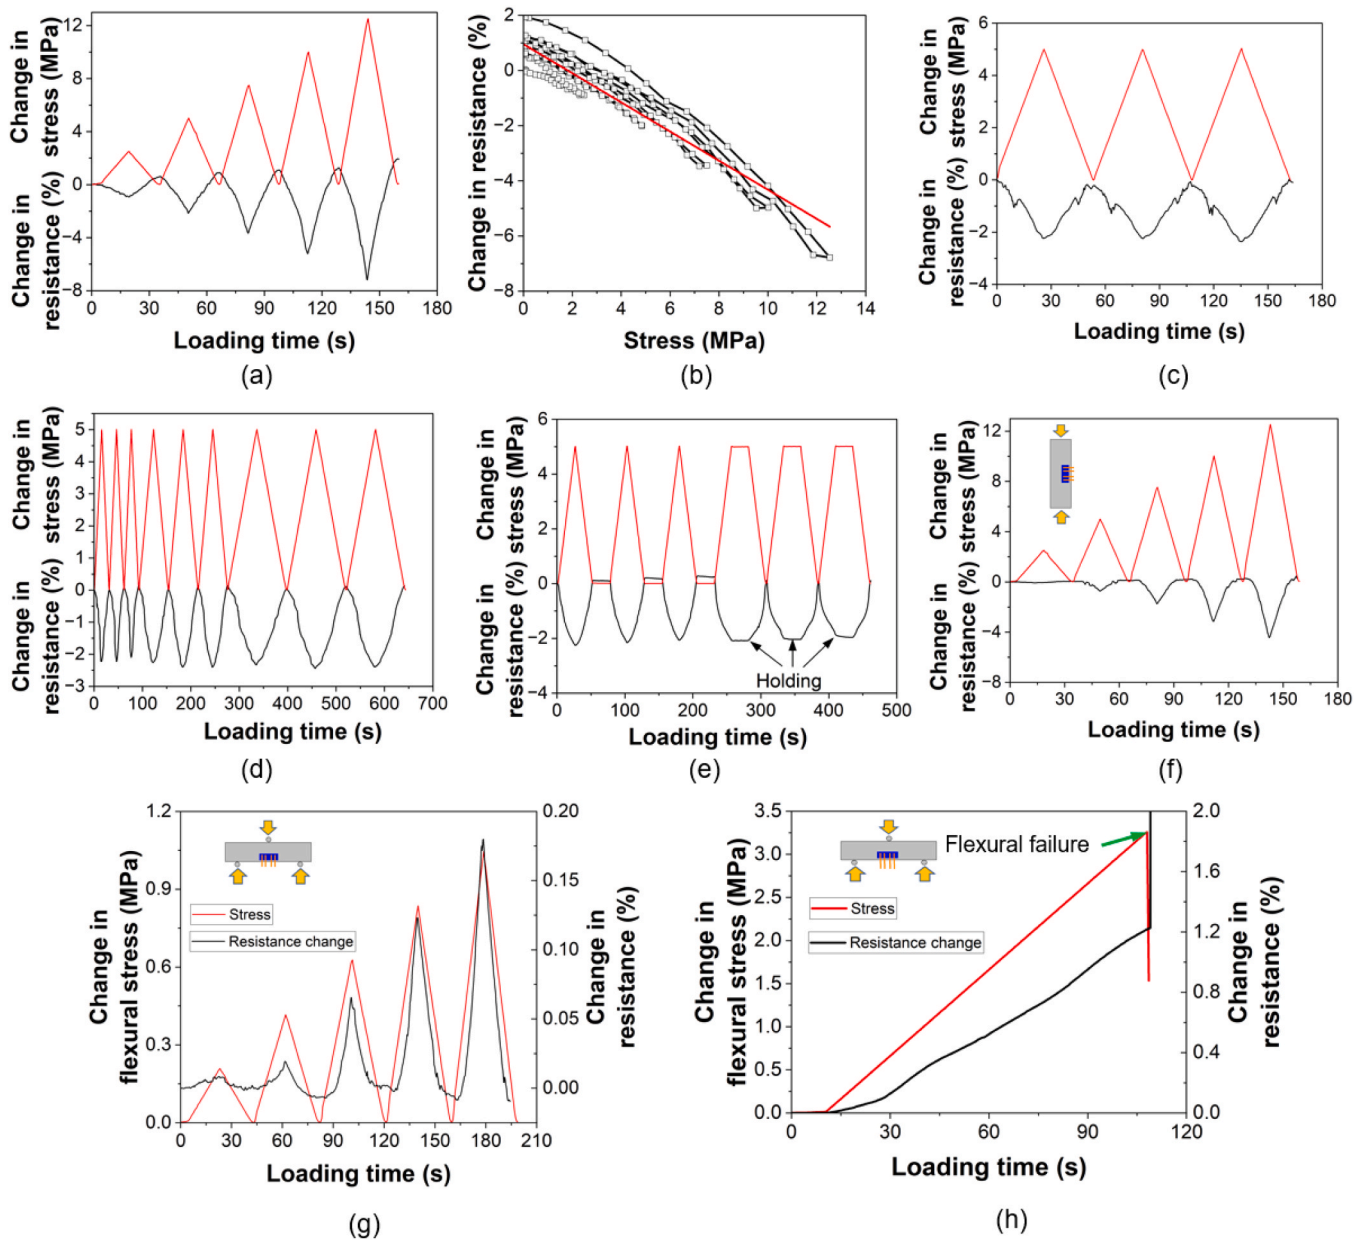 Change in
stress (MPa)
Change in
resistance (%)
12
8
4
0
−4
−8
0 30 60 90 120 150 180
Loading time (s)
(a)
Change in resistance (%)
2
0
−2
−4
−6
−8
0 2 4 6 8 10 12 14
Stress (MPa)
(b)
Change in
stress (MPa)
Change in
resistance (%)
6
4
2
0
−2
−4
0 30 60 90 120 150 180
Loading time (s)
(c)
Change in
stress (MPa)
Change in
resistance (%)
5
4
3
2
1
0
−1
−2
−3
0 100 200 300 400 500 600 700
Loading time (s)
(d)
Change in
stress (MPa)
Change in
resistance (%)
6
4
2
0
−2
−4
Holding
0 100 200 300 400 500
Loading time (s)
(e)
Change in
stress (MPa)
Change in
resistance (%)
12
8
4
0
−4
−8
0 30 60 90 120 150 180
Loading time (s)
(f)
Change in
flexural stress (MPa)
1.2
0.9
0.6
0.3
0.0
Stress
Resistance change
0.20
0.15
0.10
0.05
0.00
Change in
resistance (%)
0 30 60 90 120 150 180 210
Loading time (s)
(g)
Change in
flexural stress (MPa)
3.5
3.0
2.5
2.0
1.5
1.0
0.5
0.0
Flexural failure
Stress
Resistance change
2.0
1.6
1.2
0.8
0.4
0.0
Change in
resistance (%)
0 30 60 90 120
Loading time (s)
(h)